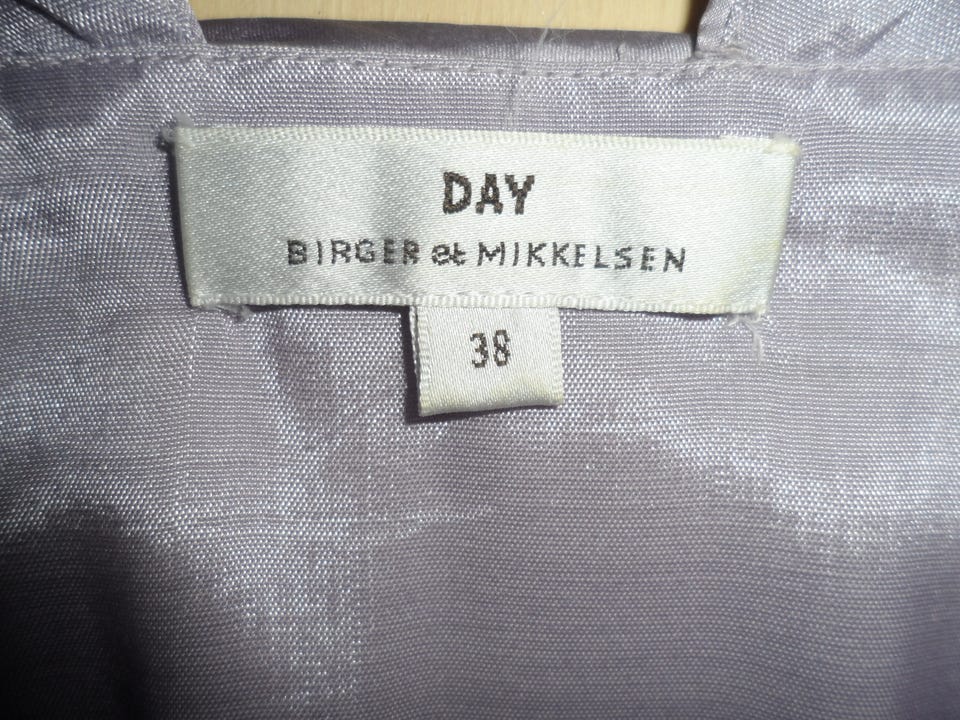 DAY
BIRGER et MIKKELSEN
38